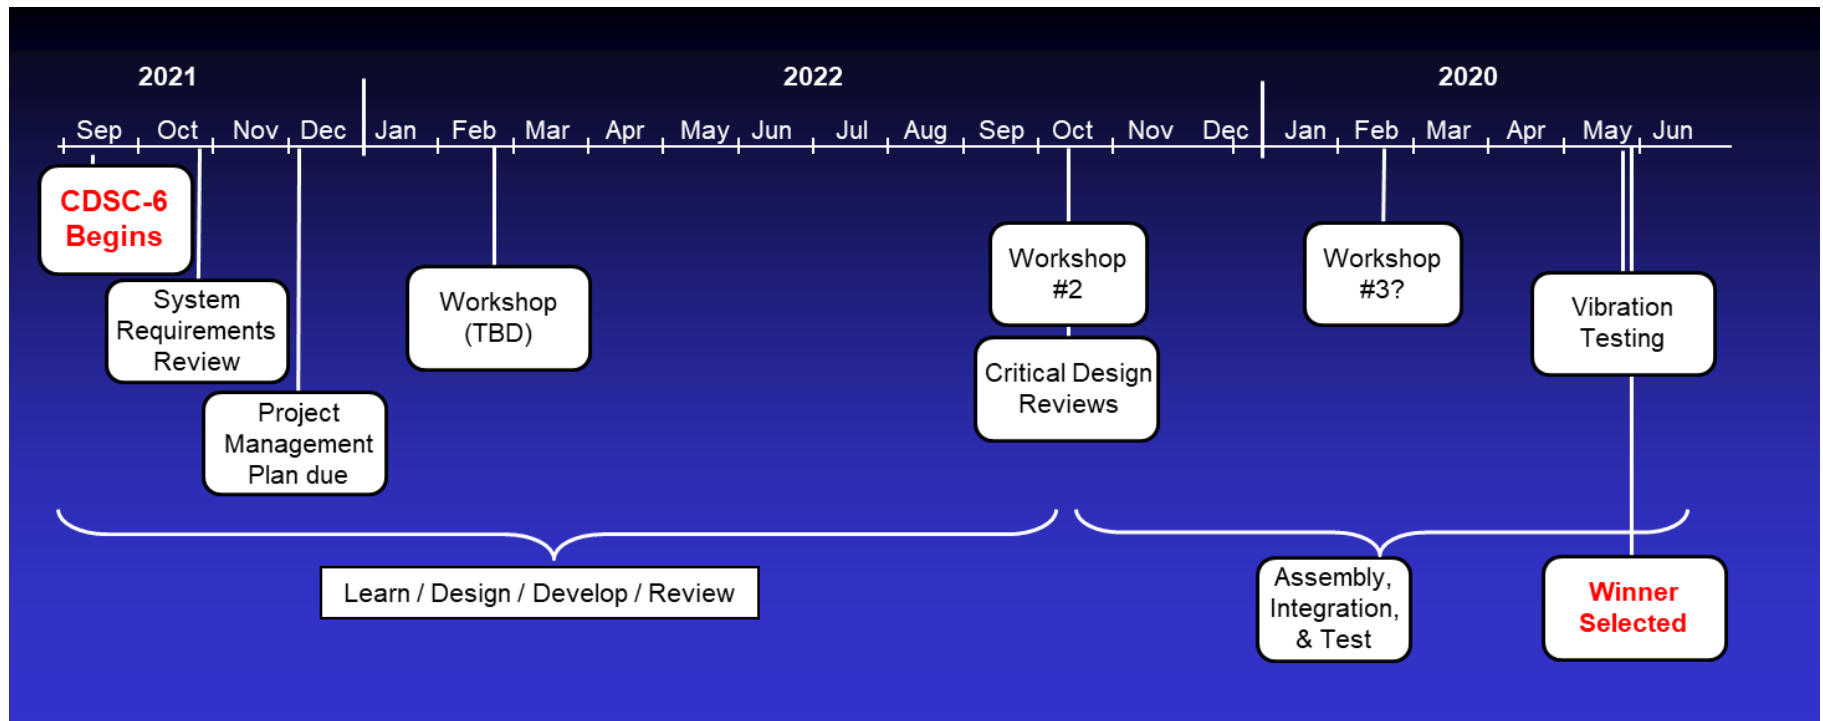 2021 2022 2020
Sep Oct Nov Dec Jan Feb Mar Apr May Jun Jul Aug Sep Oct Nov Dec Jan Feb Mar Apr May Jun
CDSC-6
Begins
System
Requirements
Review
Project
Management
Plan due
Workshop
(TBD)
Workshop
#2
Critical Design
Reviews
Workshop
#3?
Vibration
Testing
Learn / Design / Develop / Review
Assembly,
Integration,
& Test
Winner
Selected